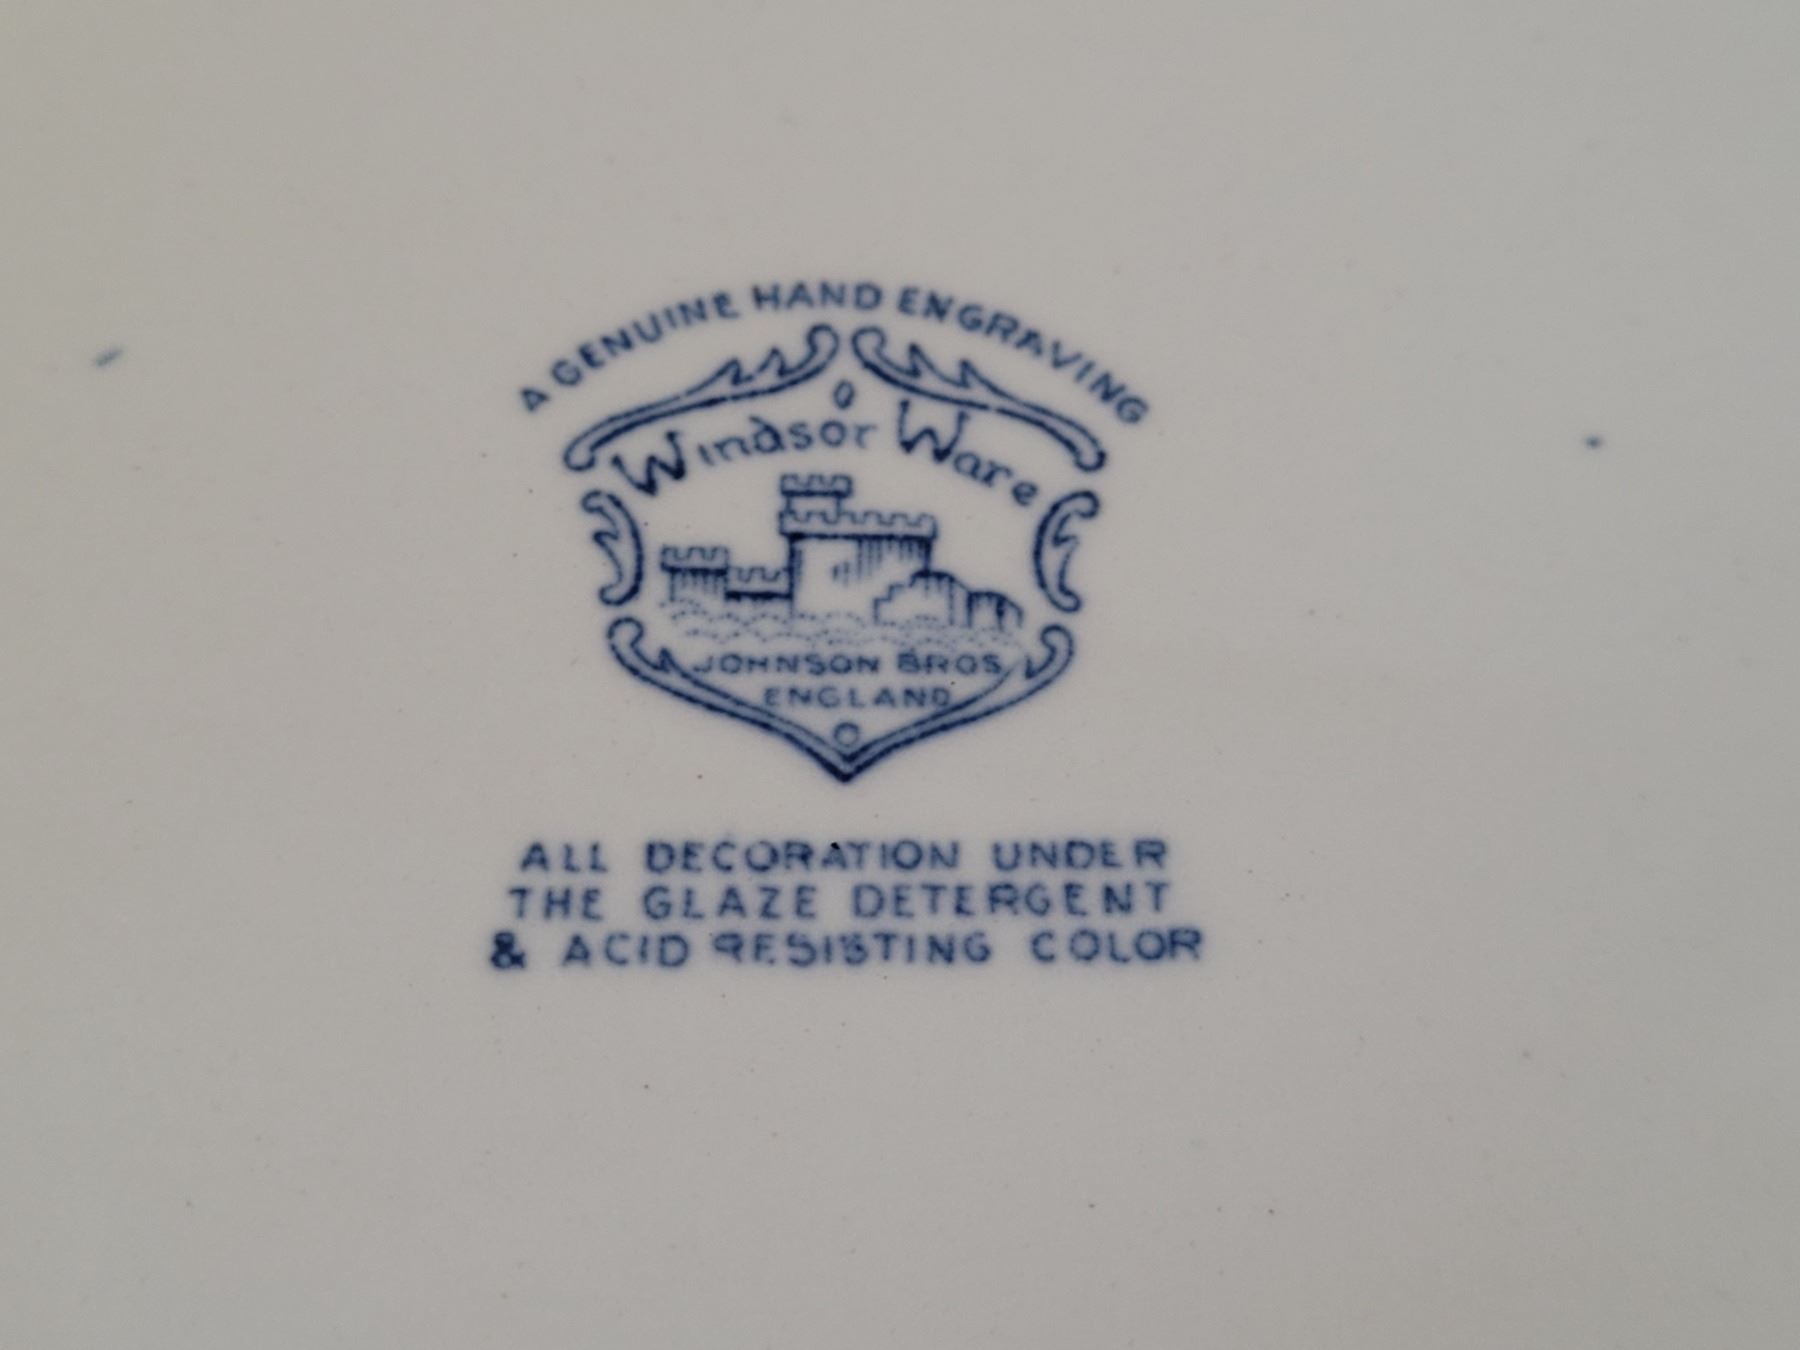 A GENUINE HAND ENGRAVING
Windsor Ware
JOHNSON BROS
ENGLAND
ALL DECORATION UNDER
THE GLAZE DETERGENT
& ACID RESISTING COLOR